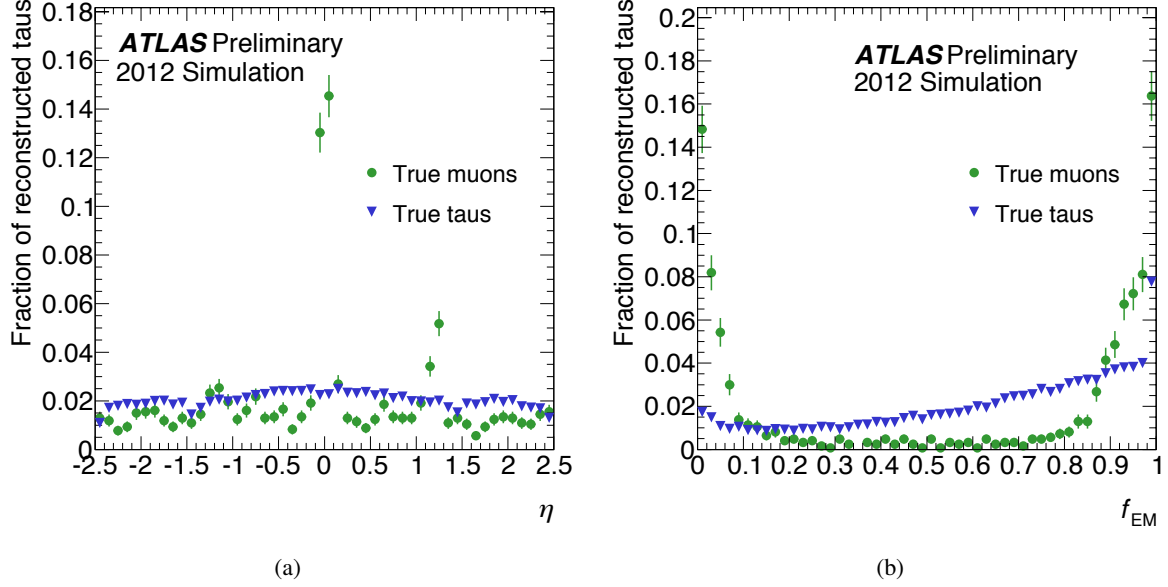 Fraction of reconstructed taus
0.18
0.16
0.14
0.12
0.1
0.08
0.06
0.04
0.02
0
ATLAS Preliminary
2012 Simulation
True muons
True taus
-2.5 -2 -1.5 -1 -0.5 0 0.5 1 1.5 2 2.5
η
(a)
Fraction of reconstructed taus
0.2
0.18
0.16
0.14
0.12
0.1
0.08
0.06
0.04
0.02
0
ATLAS Preliminary
2012 Simulation
True muons
True taus
0 0.1 0.2 0.3 0.4 0.5 0.6 0.7 0.8 0.9 1
f EM
(b)